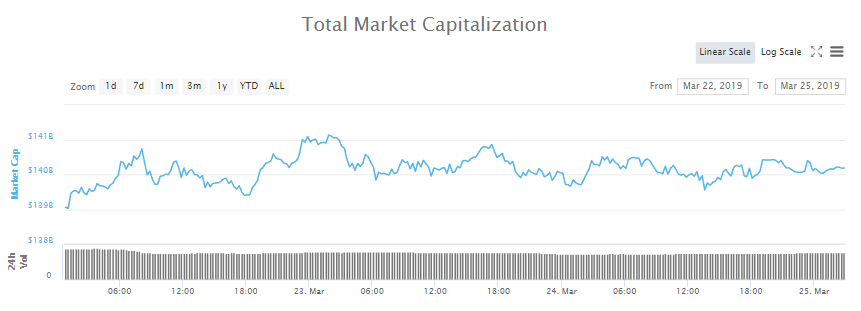 Total Market Capitalization
Linear Scale Log Scale
Zoom 1d 7d 1m 3m 1y YTD ALL From Mar 22, 2019 To Mar 25, 2019
$141B
$140B
$139B
$138B
Market Cap
0
24h Vol
06:00 12:00 18:00 23. Mar 06:00 12:00 18:00 24. Mar 06:00 12:00 18:00 25. Mar